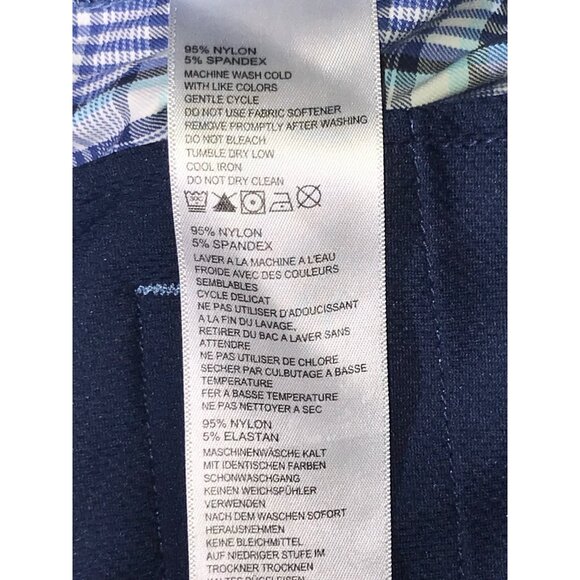 95% NYLON
5% SPANDEX
MACHINE WASH COLD
WITH LIKE COLORS
GENTLE CYCLE
DO NOT USE FABRIC SOFTENER
REMOVE PROMPTLY AFTER WASHING
DO NOT BLEACH
TUMBLE DRY LOW
COOL IRON
DO NOT DRY CLEAN
30C
95% NYLON
5% SPANDEX
LAVER A LA MACHINE A L'EAU
FROIDE AVEC DES COULEURS
SEMBLABLES
CYCLE DELICAT
NE PAS UTILISER D'ADOUCISSANT
A LA FIN DU LAVAGE,
RETIRER DU BAC A LAVER SANS
ATTENDRE
NE PAS UTILISER DE CHLORE
SECHER PAR CULBUTAGE A BASSE
TEMPERATURE
FER A BASSE TEMPERATURE
NE PAS NETTOYER A SEC
95% NYLON
5% ELASTAN
MASCHINENWÄSCHE KALT
MIT IDENTISCHEN FARBEN
SCHONWASCHGANG
KEINEN WEICHSPÜHLER
VERWENDEN
NACH DEM WASCHEN SOFORT
HERAUSNEHMEN
KEINE BLEICHMITTEL
AUF NIEDRIGER STUFE IM
TROCKNER TROCKNEN
KALTES BÜGELEISEN